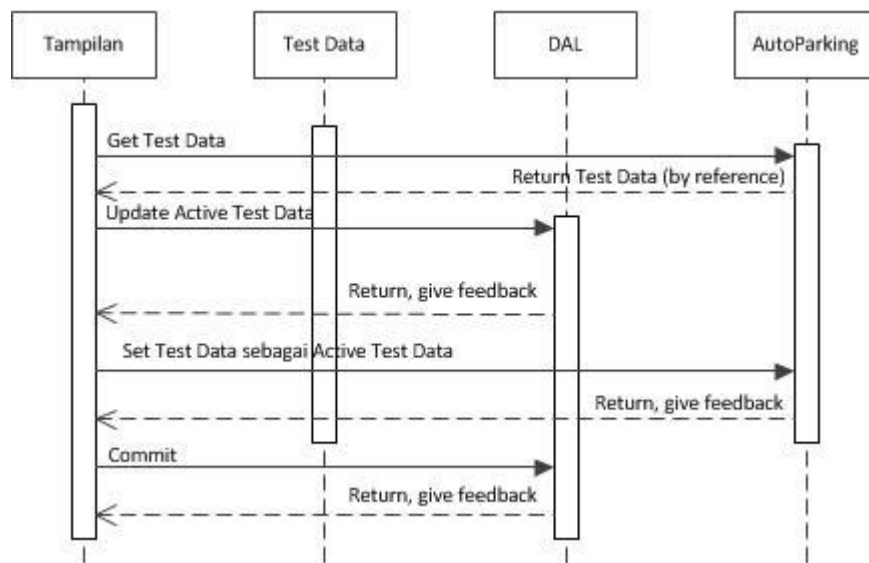 Tampilan
Test Data
DAL
AutoParking
Get Test Data
Return Test Data (by reference)
Update Active Test Data
Return, give feedback
Set Test Data sebagai Active Test Data
Return, give feedback
Commit
Return, give feedback